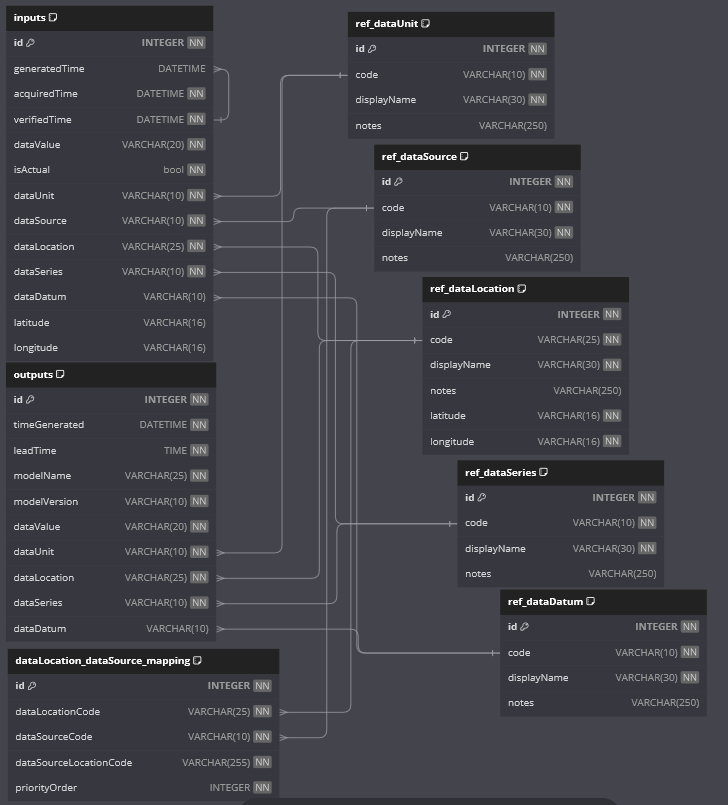 inputs
id INTEGER NN
generatedTime DATETIME
acquiredTime DATETIME NN
verifiedTime DATETIME NN
dataValue VARCHAR(20) NN
isActual bool NN
dataUnit VARCHAR(10) NN
dataSource VARCHAR(10) NN
dataLocation VARCHAR(25) NN
dataSeries VARCHAR(10) NN
dataDatum VARCHAR(10)
latitude VARCHAR(16)
longitude VARCHAR(16)
outputs
id INTEGER NN
timeGenerated DATETIME NN
leadTime TIME NN
modelName VARCHAR(25) NN
modelVersion VARCHAR(10) NN
dataValue VARCHAR(20) NN
dataUnit VARCHAR(10) NN
dataLocation VARCHAR(25) NN
dataSeries VARCHAR(10) NN
dataDatum VARCHAR(10)
dataLocation_dataSource_mapping
id INTEGER NN
dataLocationCode VARCHAR(25) NN
dataSourceCode VARCHAR(10) NN
dataSourceLocationCode VARCHAR(255) NN
priorityOrder INTEGER NN
ref_dataUnit
id INTEGER NN
code VARCHAR(10) NN
displayName VARCHAR(30) NN
notes VARCHAR(250)
ref_dataSource
id INTEGER NN
code VARCHAR(10) NN
displayName VARCHAR(30) NN
notes VARCHAR(250)
ref_dataLocation
id INTEGER NN
code VARCHAR(25) NN
displayName VARCHAR(30) NN
notes VARCHAR(250)
latitude VARCHAR(16) NN
longitude VARCHAR(16) NN
ref_dataSeries
id INTEGER NN
code VARCHAR(10) NN
displayName VARCHAR(30) NN
notes VARCHAR(250)
ref_dataDatum
id INTEGER NN
code VARCHAR(10) NN
displayName VARCHAR(30) NN
notes VARCHAR(250)